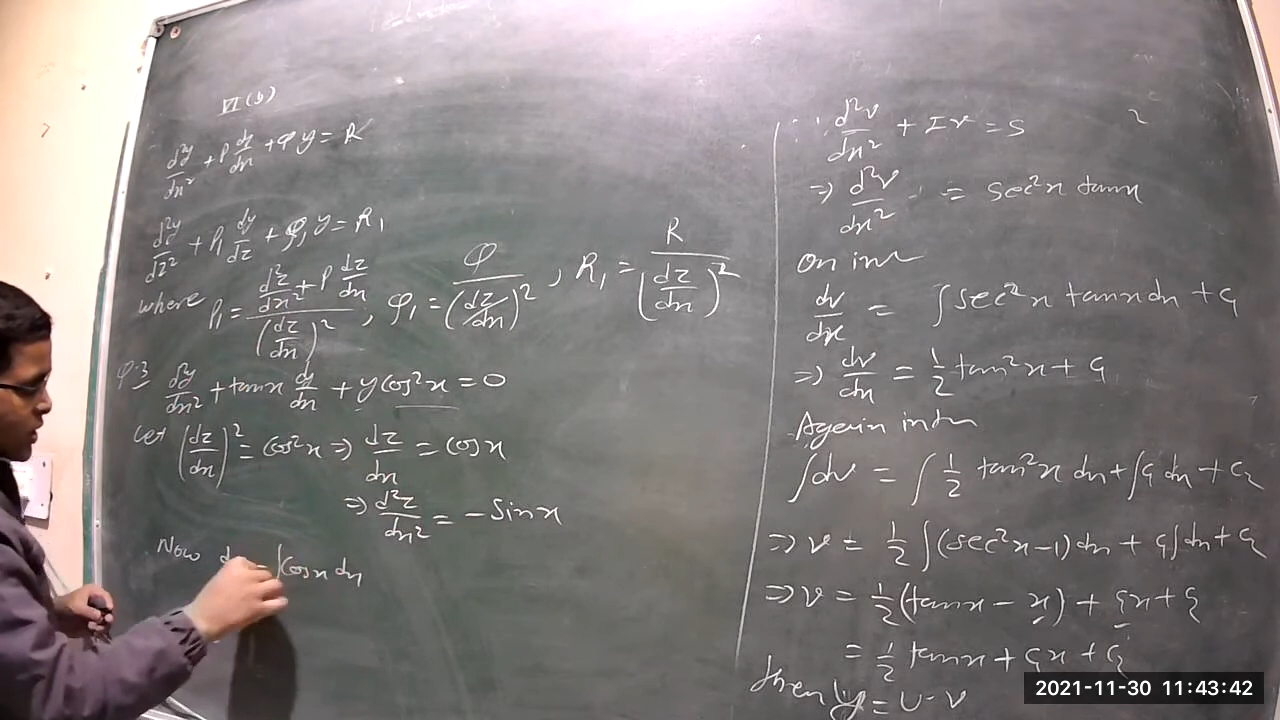 VI (b)
d²y/dx² + P dy/dx + Q y = R
d²y/dz² + P₁ dy/dz + Q₁ y = R₁
where P₁ = (d²z/dx² + P dz/dx)/(dz/dx)², Q₁ = Q/(dz/dx)², R₁ = R/(dz/dx)²
Q.3 d²y/dx² + tanx dy/dx + y cos²x = 0
Let (dz/dx)² = cos²x ⇒ dz/dx = cosx
⇒ d²z/dx² = - sinx
Now ∫cosx dx
∴ d²v/dx² + Iv = S
⇒ d²v/dx² = sec²x tanx
On int
dv/dx = ∫sec²x tanx dx + C₁
⇒ dv/dx = 1/2 tan²x + C₁
Again int
∫dv = ∫ 1/2 tan²x dx + ∫C₁ dx + C₂
⇒ v = 1/2 ∫(sec²x - 1) dx + C₁∫dx + C₂
⇒ v = 1/2 (tanx - x) + C₁x + C₂
= 1/2 tanx + C₁x + C₂
y = u·v
2021-11-30 11:43:42